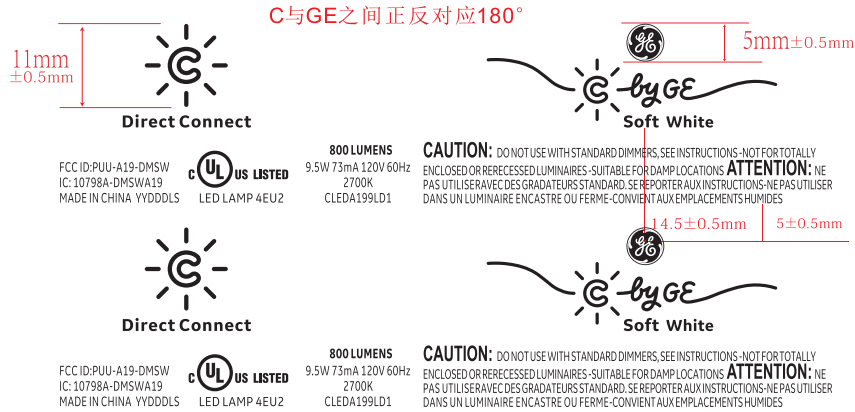 C与GE之间正反对应180°
11mm
±0.5mm
C
Direct Connect
GE
5mm±0.5mm
C by GE
Soft White
FCC ID:PUU-A19-DMSW
IC: 10798A-DMSWA19
MADE IN CHINA YYDDDLS
C UL US LISTED
LED LAMP 4EU2
800 LUMENS
9.5W 73mA 120V 60Hz
2700K
CLEDA199LD1
CAUTION: DO NOT USE WITH STANDARD DIMMERS, SEE INSTRUCTIONS -NOT FOR TOTALLY
ENCLOSED OR RERECESSED LUMINAIRES -SUITABLE FOR DAMP LOCATIONS ATTENTION: NE
PAS UTILISERAVEC DES GRADATEURS STANDARD. SE REPORTER AUX INSTRUCTIONS-NE PAS UTILISER
DANS UN LUMINAIRE ENCASTRE OU FERME-CONVIENT AUX EMPLACEMENTS HUMIDES
14.5±0.5mm
5±0.5mm
C
Direct Connect
GE
C by GE
Soft White
FCC ID:PUU-A19-DMSW
IC: 10798A-DMSWA19
MADE IN CHINA YYDDDLS
C UL US LISTED
LED LAMP 4EU2
800 LUMENS
9.5W 73mA 120V 60Hz
2700K
CLEDA199LD1
CAUTION: DO NOT USE WITH STANDARD DIMMERS, SEE INSTRUCTIONS -NOT FOR TOTALLY
ENCLOSED OR RERECESSED LUMINAIRES -SUITABLE FOR DAMP LOCATIONS ATTENTION: NE
PAS UTILISERAVEC DES GRADATEURS STANDARD. SE REPORTER AUX INSTRUCTIONS-NE PAS UTILISER
DANS UN LUMINAIRE ENCASTRE OU FERME-CONVIENT AUX EMPLACEMENTS HUMIDES